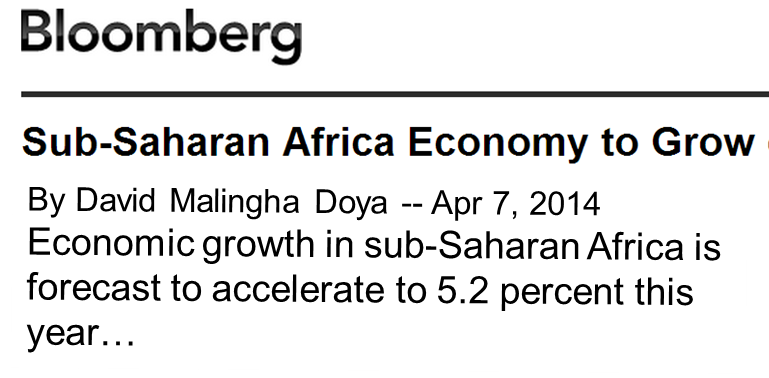 Bloomberg
Sub-Saharan Africa Economy to Grow
By David Malingha Doya -- Apr 7, 2014
Economic growth in sub-Saharan Africa is
forecast to accelerate to 5.2 percent this
year…